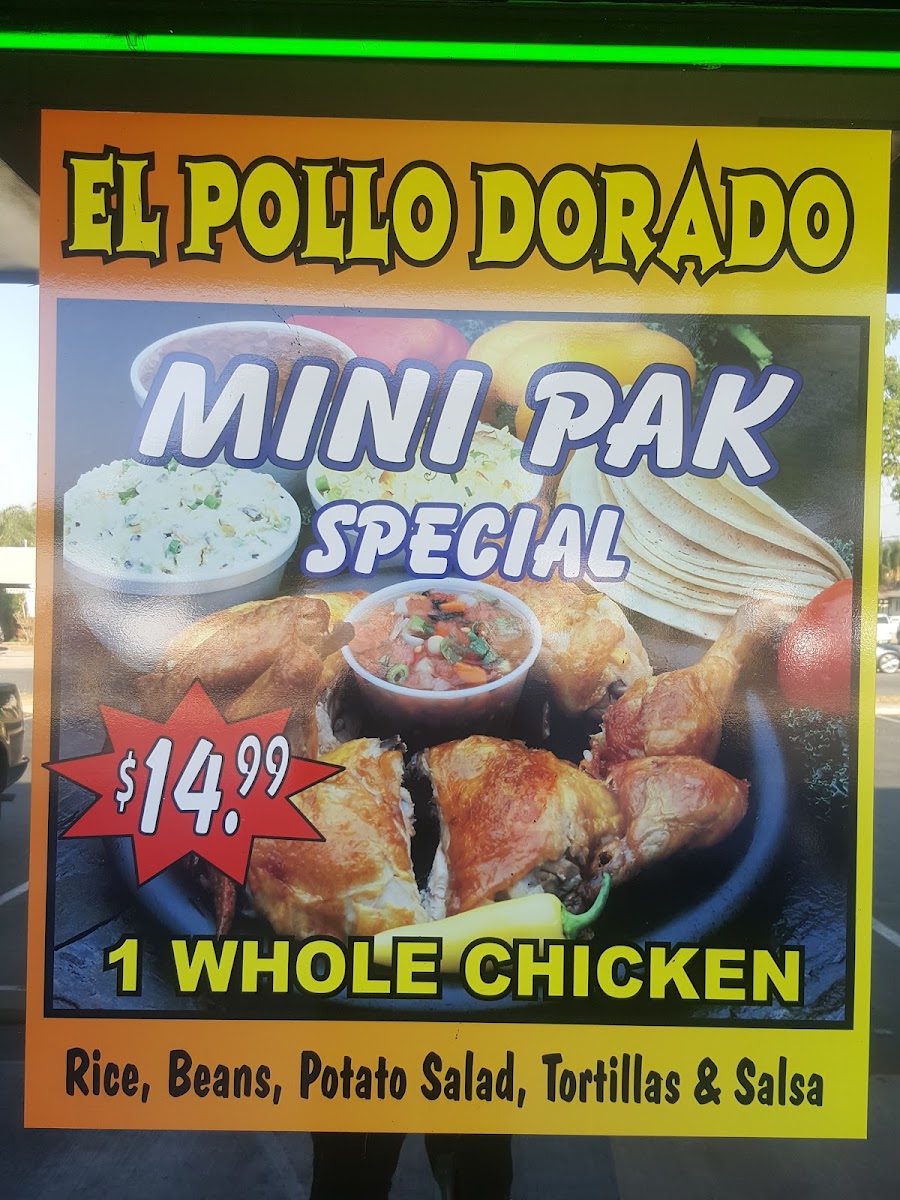 EL POLLO DORADO
MINI PAK
SPECIAL
$14.99
1 WHOLE CHICKEN
Rice, Beans, Potato Salad, Tortillas & Salsa